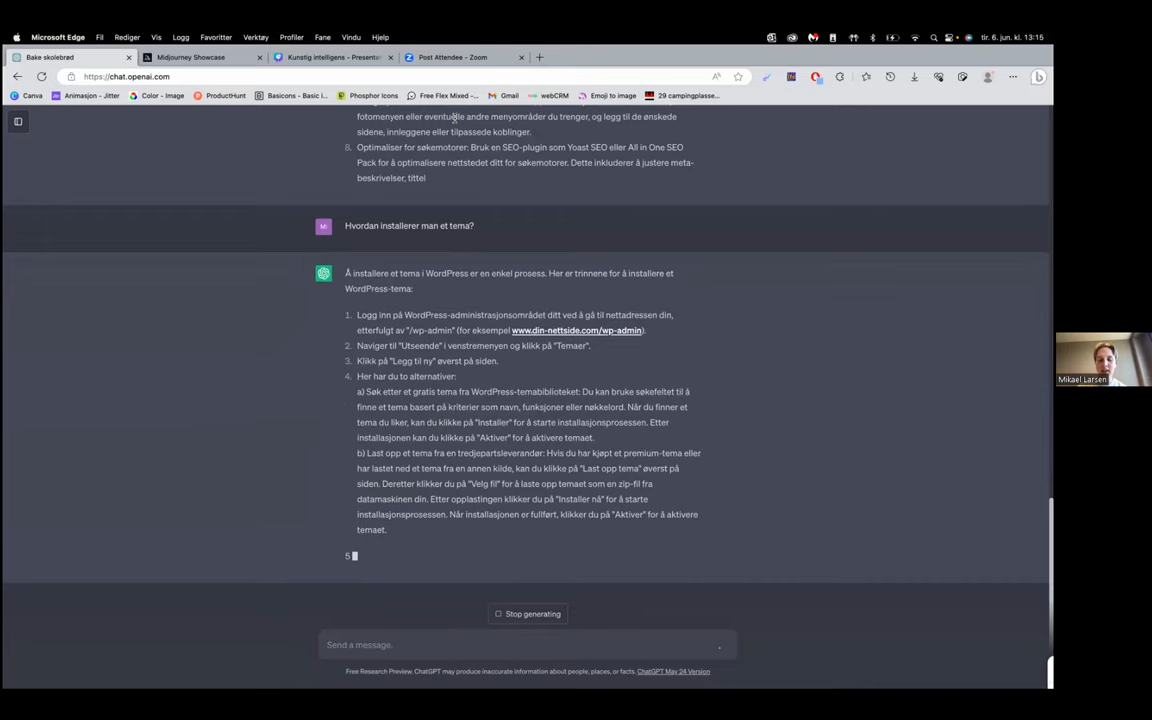 Microsoft Edge Fil Rediger Vis Logg Favoritter Verktøy Profiler Fane Vindu Hjelp tir. 6. jun. kl. 13:15
Bake skolebrød Midjourney Showcase Kunstig intelligens - Presentat Post Attendee - Zoom
https://chat.openai.com
Canva Animasjon - Jitter Color - Image ProductHunt Basicons - Basic i... Phosphor Icons Free Flex Mixed -... Gmail webCRM Emoji to image 29 campingplasse...
fotomenyen eller eventuelle andre menyområder du trenger, og legg til de ønskede
sidene, innleggene eller tilpassede koblinger.
8. Optimaliser for søkemotorer: Bruk en SEO-plugin som Yoast SEO eller All in One SEO
Pack for å optimalisere nettstedet ditt for søkemotorer. Dette inkluderer å justere meta-
beskrivelser, tittel
MI Hvordan installerer man et tema?
Å installere et tema i WordPress er en enkel prosess. Her er trinnene for å installere et
WordPress-tema:
1. Logg inn på WordPress-administrasjonsområdet ditt ved å gå til nettadressen din,
etterfulgt av "/wp-admin" (for eksempel www.din-nettside.com/wp-admin).
2. Naviger til "Utseende" i venstremenyen og klikk på "Temaer".
3. Klikk på "Legg til ny" øverst på siden.
4. Her har du to alternativer:
a) Søk etter et gratis tema fra WordPress-temabiblioteket: Du kan bruke søkefeltet til å
finne et tema basert på kriterier som navn, funksjoner eller nøkkelord. Når du finner et
tema du liker, kan du klikke på "Installer" for å starte installasjonsprosessen. Etter
installasjonen kan du klikke på "Aktiver" for å aktivere temaet.
b) Last opp et tema fra en tredjepartsleverandør: Hvis du har kjøpt et premium-tema eller
har lastet ned et tema fra en annen kilde, kan du klikke på "Last opp tema" øverst på
siden. Deretter klikker du på "Velg fil" for å laste opp temaet som en zip-fil fra
datamaskinen din. Etter opplastingen klikker du på "Installer nå" for å starte
installasjonsprosessen. Når installasjonen er fullført, klikker du på "Aktiver" for å aktivere
temaet.
5
Stop generating
Send a message.
Free Research Preview. ChatGPT may produce inaccurate information about people, places, or facts. ChatGPT May 24 Version
Mikael Larsen